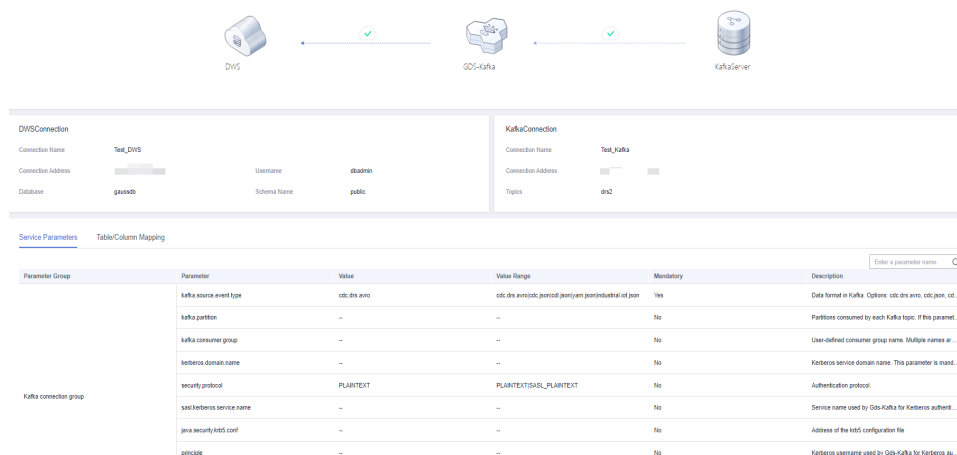 DWS
GDS-Kafka
KafkaServer
DWSConnection
Connection Name Test_DWS
Connection Address Username dbadmin
Database gaussdb Schema Name public
KafkaConnection
Connection Name Test_Kafka
Connection Address
Topics drs2
Service Parameters Table/Column Mapping
Enter a parameter name.
Parameter Group Parameter Value Value Range Mandatory Description
Kafka connection group
kafka.source.event.type cdc.drs.avro cdc.drs.avro|cdc.json|cdl.json|yarn.json|industrial.iot.json Yes Data format in Kafka. Options: cdc.drs.avro, cdc.json, cd...
kafka.partition -- -- No Partitions consumed by each Kafka topic. If this paramet...
kafka.consumer.group -- -- No User-defined consumer group name. Multiple names ar...
kerberos.domain.name -- -- No Kerberos service domain name. This parameter is mand...
security.protocol PLAINTEXT PLAINTEXT|SASL_PLAINTEXT No Authentication protocol.
sasl.kerberos.service.name -- -- No Service name used by Gds-Kafka for Kerberos authenti...
java.security.krb5.conf -- -- No Address of the krb5 configuration file
principle -- -- No Kerberos username used by Gds-Kafka for Kerberos au...